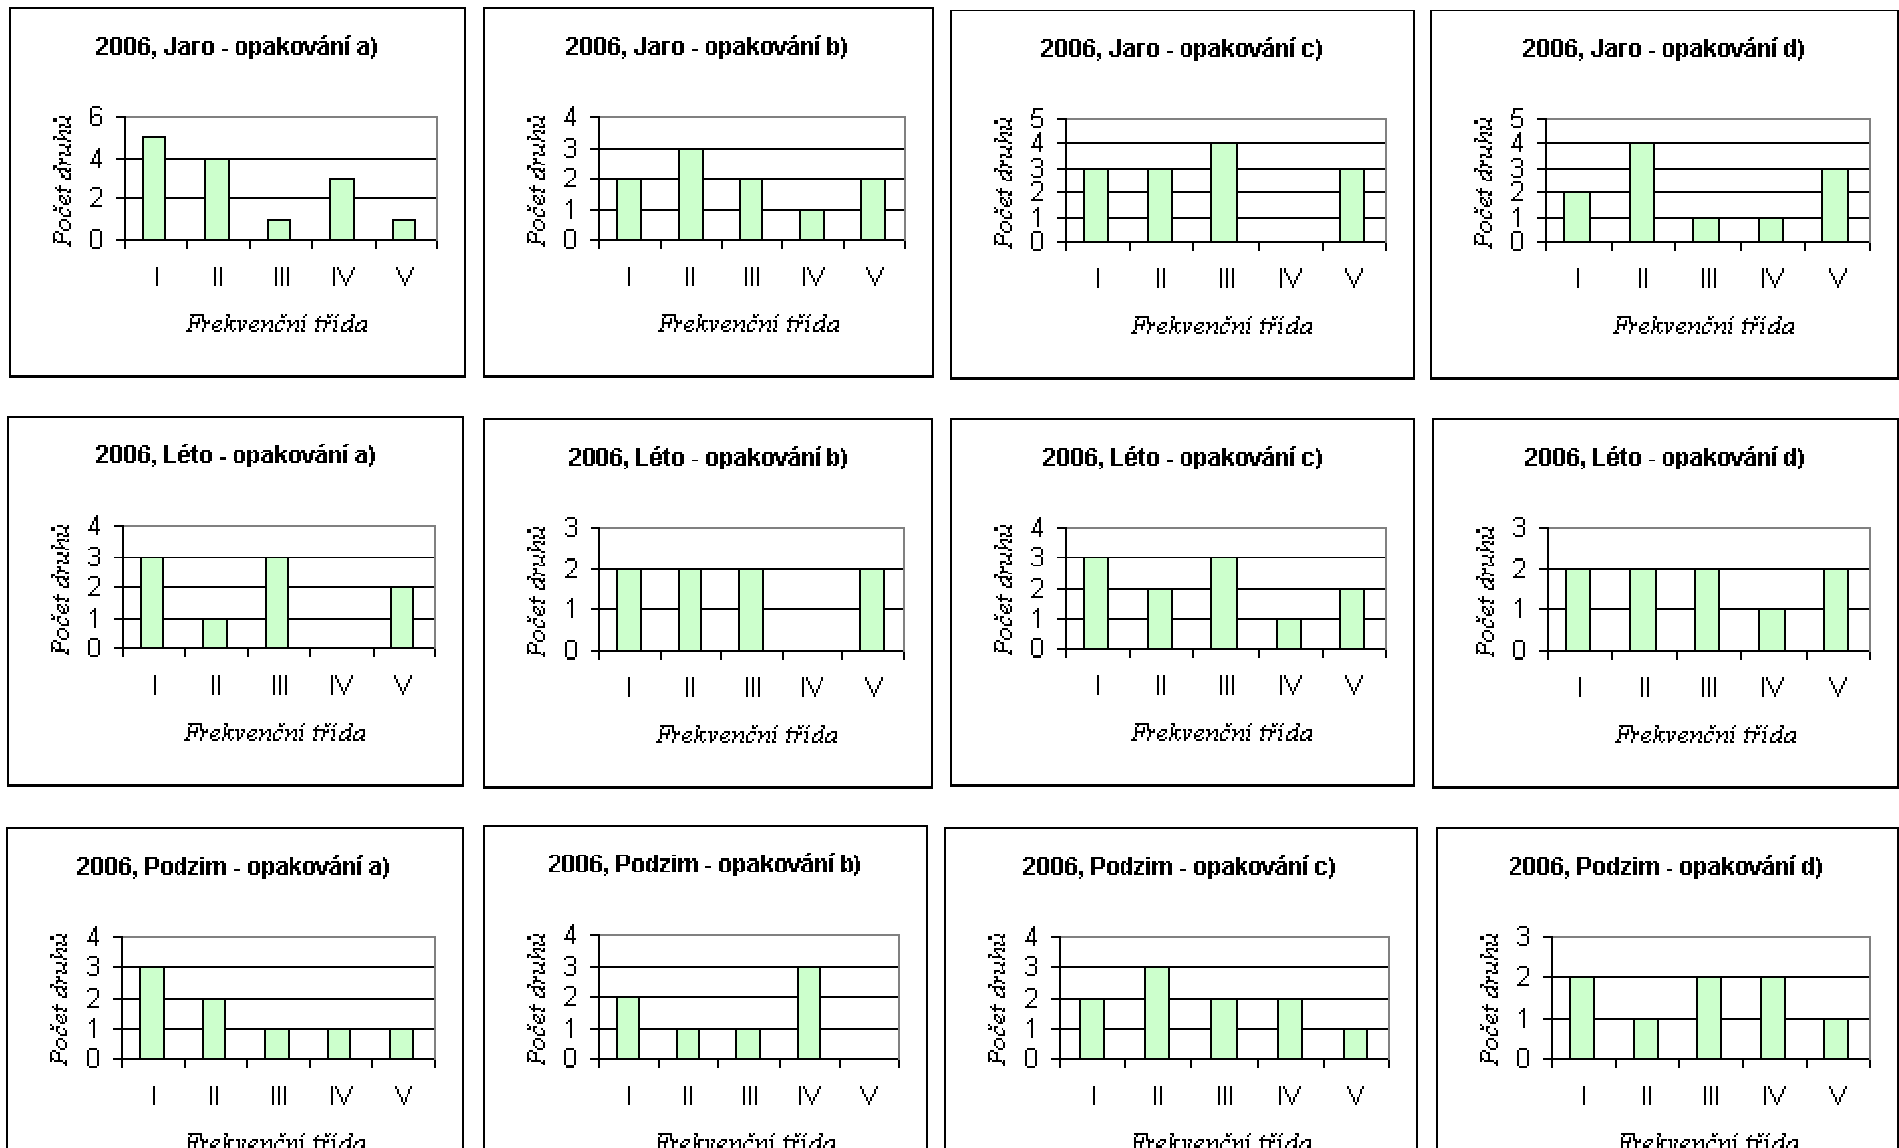 2006, Jaro - opakování a)
Počet druhů
6
4
2
0
I II III IV V
Frekvenční třída
2006, Jaro - opakování b)
Počet druhů
4
3
2
1
0
I II III IV V
Frekvenční třída
2006, Jaro - opakování c)
Počet druhů
5
4
3
2
1
0
I II III IV V
Frekvenční třída
2006, Jaro - opakování d)
Počet druhů
5
4
3
2
1
0
I II III IV V
Frekvenční třída
2006, Léto - opakování a)
Počet druhů
4
3
2
1
0
I II III IV V
Frekvenční třída
2006, Léto - opakování b)
Počet druhů
3
2
1
0
I II III IV V
Frekvenční třída
2006, Léto - opakování c)
Počet druhů
4
3
2
1
0
I II III IV V
Frekvenční třída
2006, Léto - opakování d)
Počet druhů
3
2
1
0
I II III IV V
Frekvenční třída
2006, Podzim - opakování a)
Počet druhů
4
3
2
1
0
I II III IV V
Frekvenční třída
2006, Podzim - opakování b)
Počet druhů
4
3
2
1
0
I II III IV V
Frekvenční třída
2006, Podzim - opakování c)
Počet druhů
4
3
2
1
0
I II III IV V
Frekvenční třída
2006, Podzim - opakování d)
Počet druhů
3
2
1
0
I II III IV V
Frekvenční třída